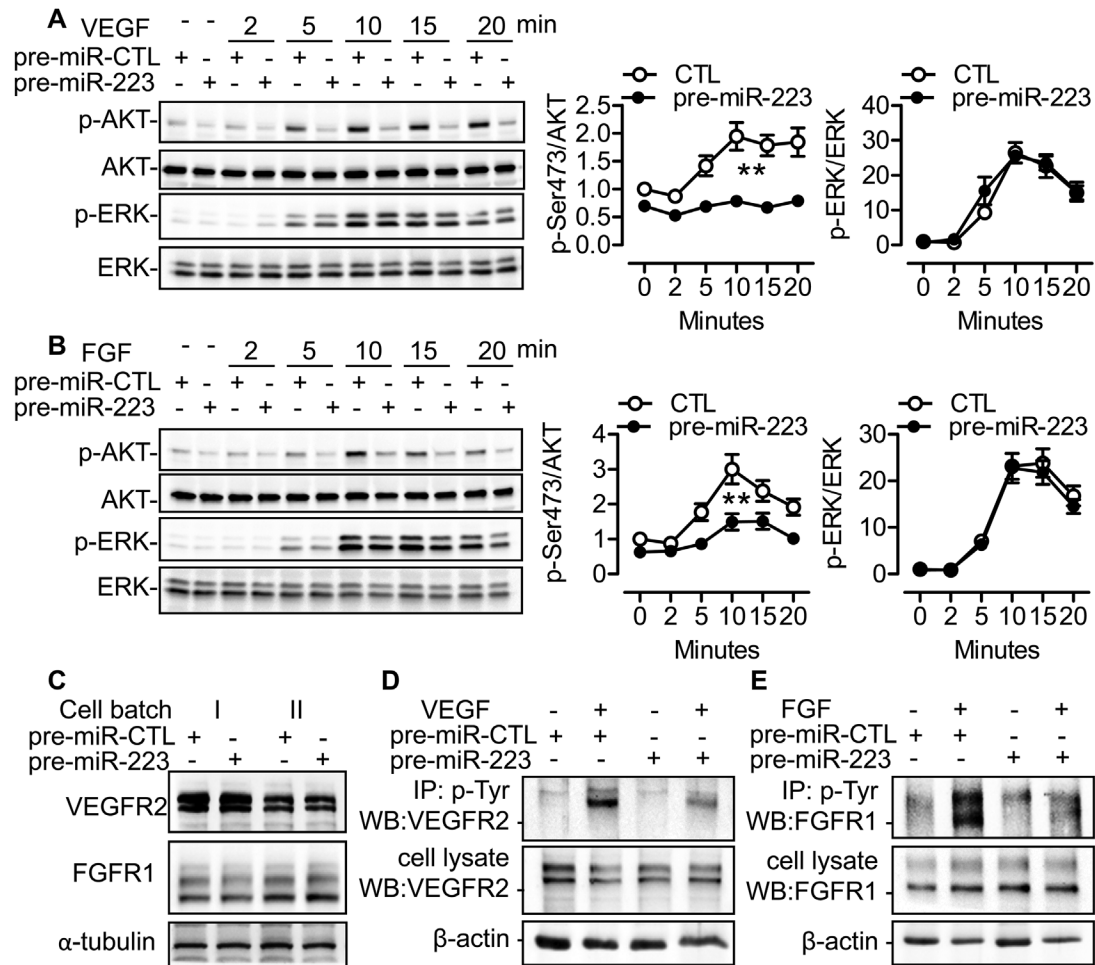 A
VEGF - - 2 5 10 15 20 min
pre-miR-CTL + - + - + - + - + - + -
pre-miR-223 - + - + - + - + - + - +
p-AKT-
AKT-
p-ERK-
ERK-
CTL
pre-miR-223
p-Ser473/AKT
2.5
2.0
1.5
1.0
0.5
0.0
**
0 2 5 10 15 20
Minutes
CTL
pre-miR-223
p-ERK/ERK
40
30
20
10
0
0 2 5 10 15 20
Minutes
B
FGF - - 2 5 10 15 20 min
pre-miR-CTL + - + - + - + - + - + -
pre-miR-223 - + - + - + - + - + - +
p-AKT-
AKT-
p-ERK-
ERK-
CTL
pre-miR-223
p-Ser473/AKT
4
3
2
1
0
**
0 2 5 10 15 20
Minutes
CTL
pre-miR-223
p-ERK/ERK
30
20
10
0
0 2 5 10 15 20
Minutes
C
Cell batch I II
pre-miR-CTL + - + -
pre-miR-223 - + - +
VEGFR2
FGFR1
α-tubulin
D
VEGF - + - +
pre-miR-CTL + + - -
pre-miR-223 - - + +
IP: p-Tyr
WB:VEGFR2 -
cell lysate
WB:VEGFR2 -
β-actin -
E
FGF - + - +
pre-miR-CTL + + - -
pre-miR-223 - - + +
IP: p-Tyr
WB:FGFR1 -
cell lysate
WB:FGFR1 -
β-actin -